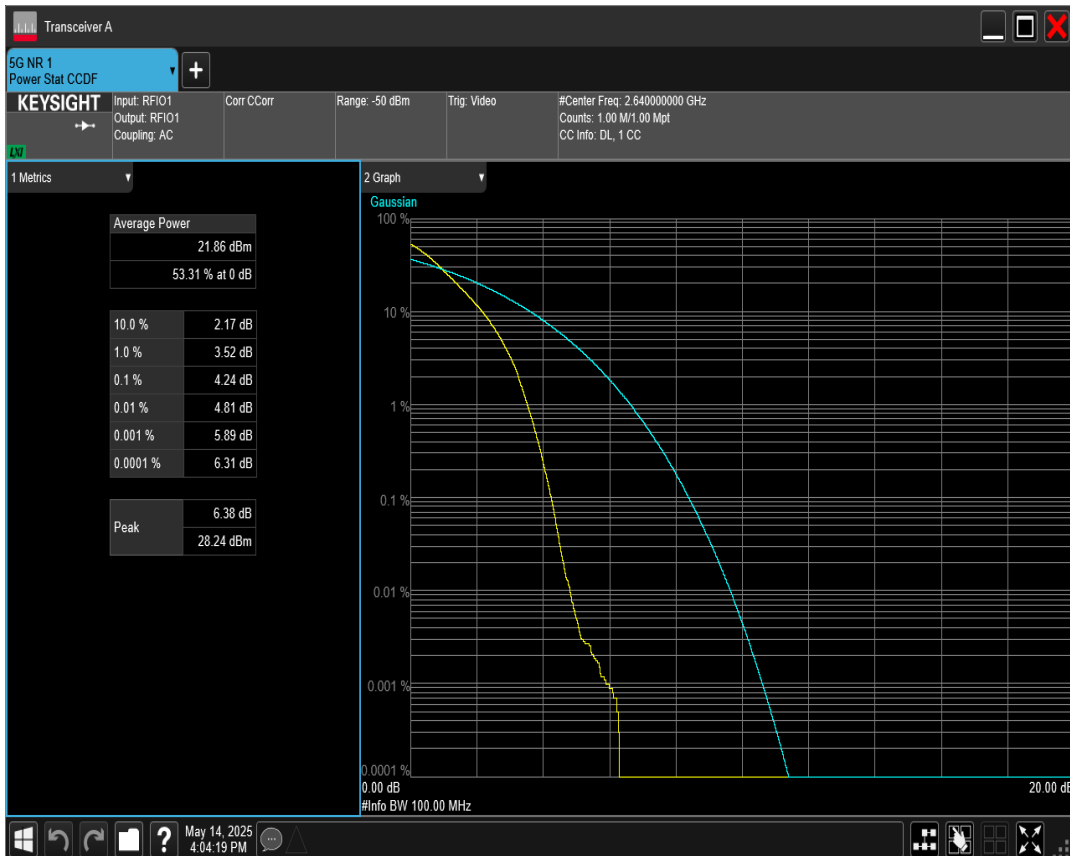 Transceiver A
5G NR 1
Power Stat CCDF
KEYSIGHT
LXI
Input: RFIO1
Output: RFIO1
Coupling: AC
Corr CCorr
Range: -50 dBm
Trig: Video
#Center Freq: 2.640000000 GHz
Counts: 1.00 M/1.00 Mpt
CC Info: DL, 1 CC
1 Metrics
Average Power
21.86 dBm
53.31 % at 0 dB
10.0 % 2.17 dB
1.0 % 3.52 dB
0.1 % 4.24 dB
0.01 % 4.81 dB
0.001 % 5.89 dB
0.0001 % 6.31 dB
Peak
6.38 dB
28.24 dBm
2 Graph
Gaussian
100 %
10 %
1 %
0.1 %
0.01 %
0.001 %
0.0001 %
0.00 dB 20.00 dB
#Info BW 100.00 MHz
?
May 14, 2025
4:04:19 PM